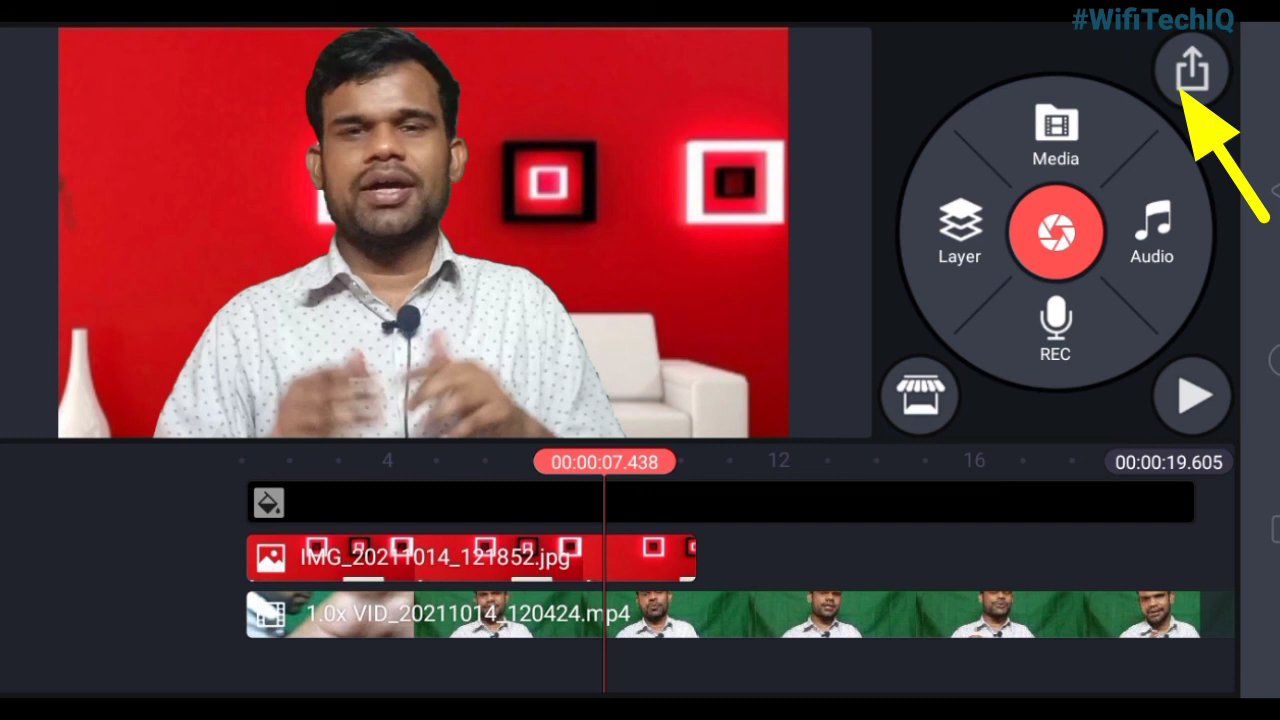 #WifiTechIQ
Media
Layer
Audio
REC
4
00:00:07.438
12
16
00:00:19.605
IMG_20211014_121852.jpg
1.0x VID_20211014_120424.mp4